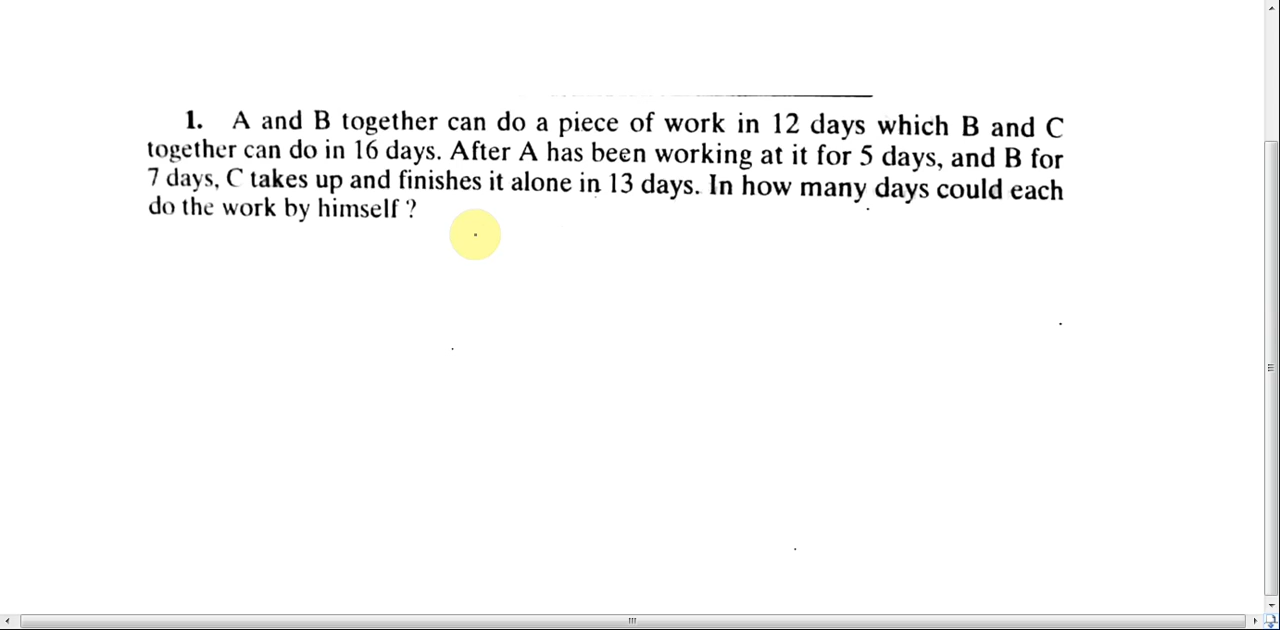 1. A and B together can do a piece of work in 12 days which B and C
together can do in 16 days. After A has been working at it for 5 days, and B for
7 days, C takes up and finishes it alone in 13 days. In how many days could each
do the work by himself ?